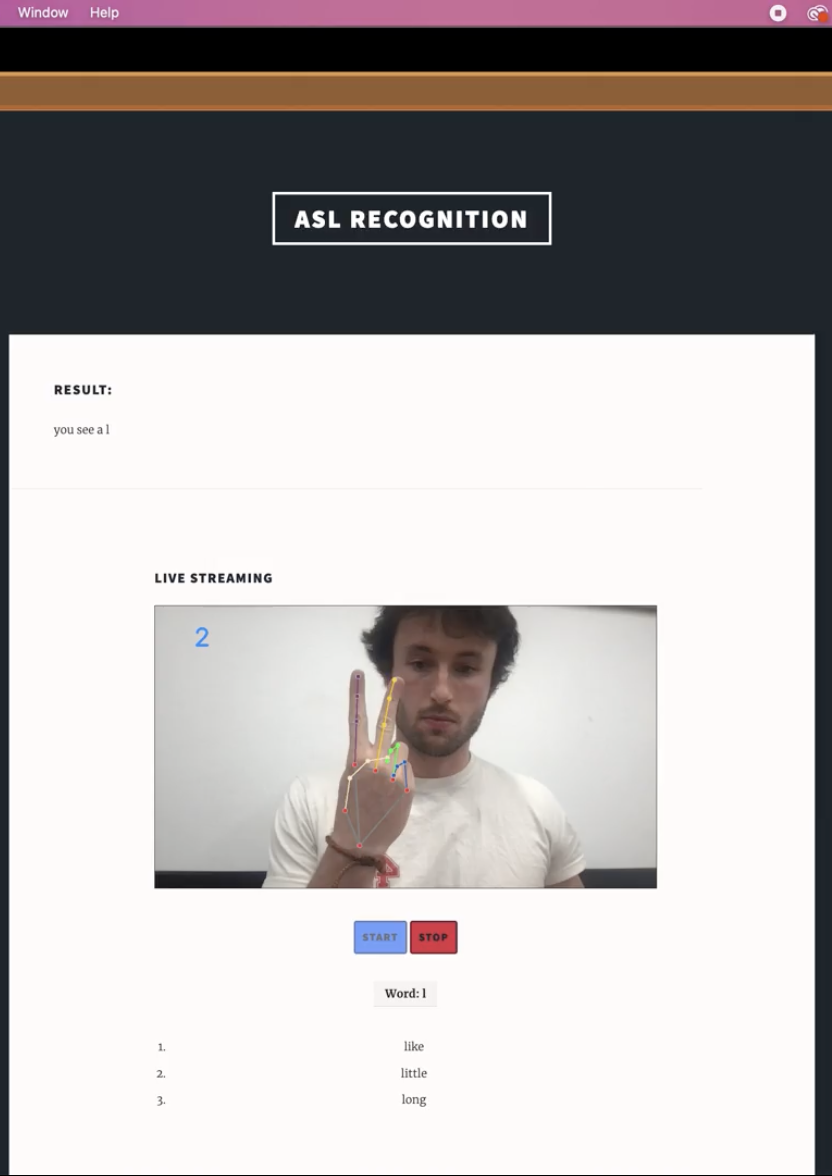 Window Help
ASL RECOGNITION
RESULT:
you see a l
LIVE STREAMING
2
START STOP
Word: l
1. like
2. little
3. long